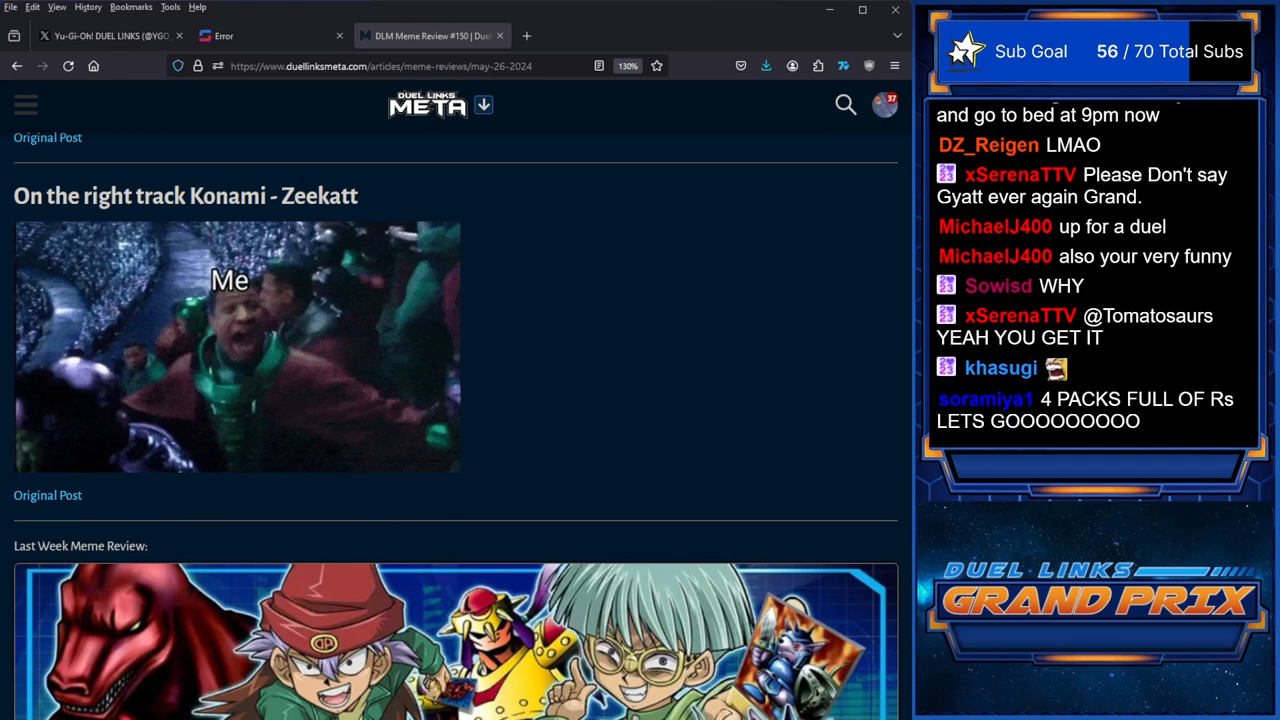 File Edit View History Bookmarks Tools Help
Yu-Gi-Oh! DUEL LINKS (@YGO_
Error
DLM Meme Review #150 | Due
https://www.duellinksmeta.com/articles/meme-reviews/may-26-2024
130%
DUEL LINKS
META
37
Original Post
On the right track Konami - Zeekatt
Me
Original Post
Last Week Meme Review:
Sub Goal 56 / 70 Total Subs
and go to bed at 9pm now
DZ_Reigen LMAO
xSerenaTTV Please Don't say
Gyatt ever again Grand.
MichaelJ400 up for a duel
MichaelJ400 also your very funny
Sowisd WHY
xSerenaTTV @Tomatosaurs
YEAH YOU GET IT
khasugi
soramiya1 4 PACKS FULL OF Rs
LETS GOOOOOOOOO
DUEL LINKS
GRAND PRIX